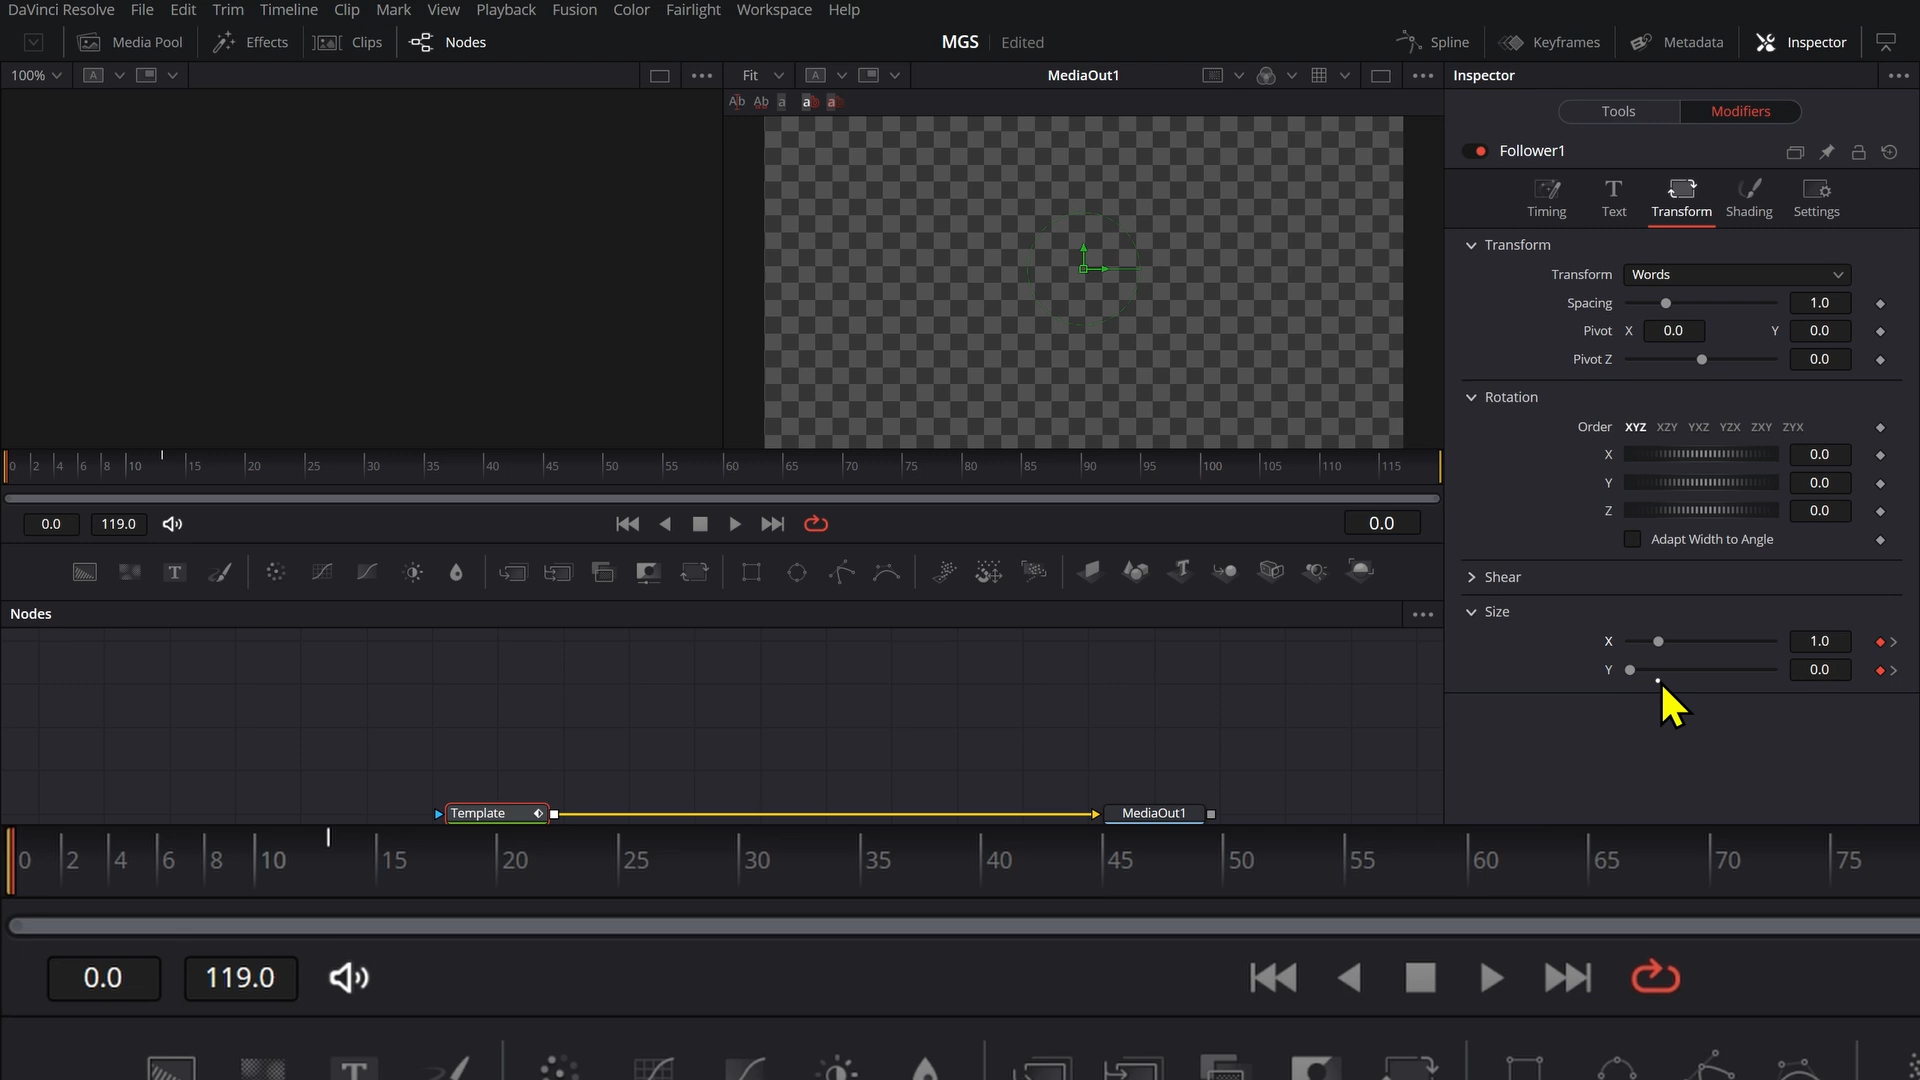 DaVinci Resolve File Edit Trim Timeline Clip Mark View Playback Fusion Color Fairlight Workspace Help
Media Pool Effects Clips Nodes MGS Edited Spline Keyframes Metadata Inspector
100% A Fit A MediaOut1 Inspector
Ab Ab a a a
Tools Modifiers
Follower1
Timing Text Transform Shading Settings
Transform
Transform Words
Spacing 1.0
Pivot X 0.0 Y 0.0
Pivot Z 0.0
Rotation
Order XYZ XZY YXZ YZX ZXY ZYX
X 0.0
Y 0.0
Z 0.0
Adapt Width to Angle
Shear
Size
X 1.0
Y 0.0
0 2 4 6 8 10 15 20 25 30 35 40 45 50 55 60 65 70 75 80 85 90 95 100 105 110 115
0.0 119.0 0.0
T T
Nodes
Template MediaOut1
0 2 4 6 8 10 15 20 25 30 35 40 45 50 55 60 65 70 75
0.0 119.0
T